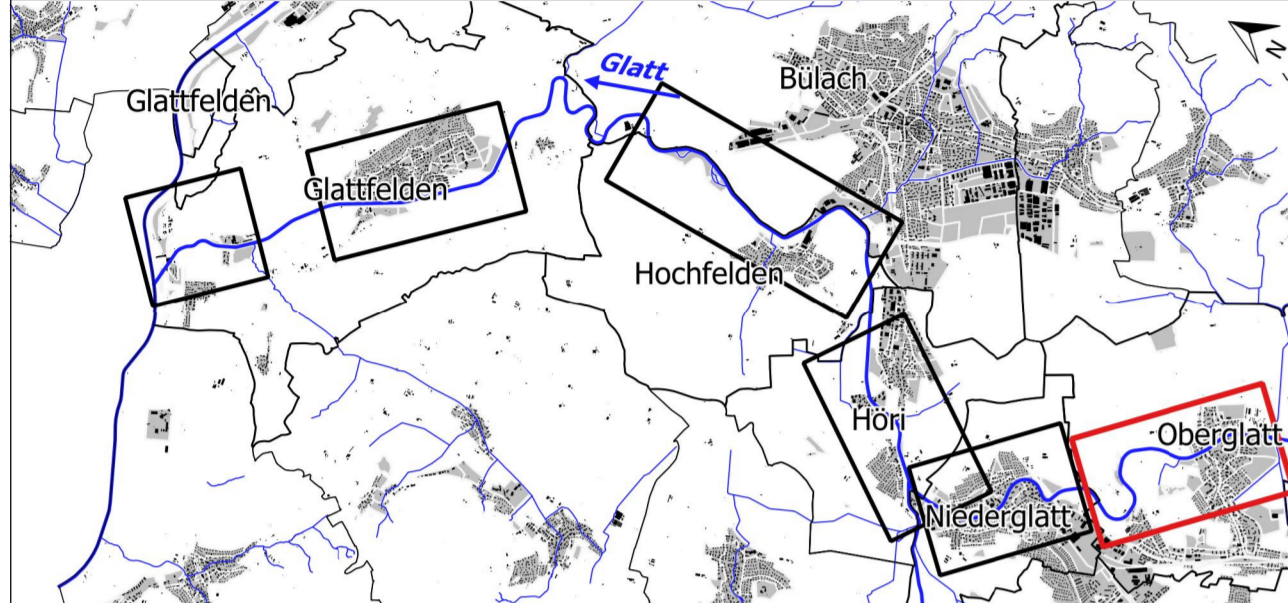 Glatt
Bülach
N
Glattfelden
Glattfelden
Hochfelden
Höri
Oberglatt
Niederglatt